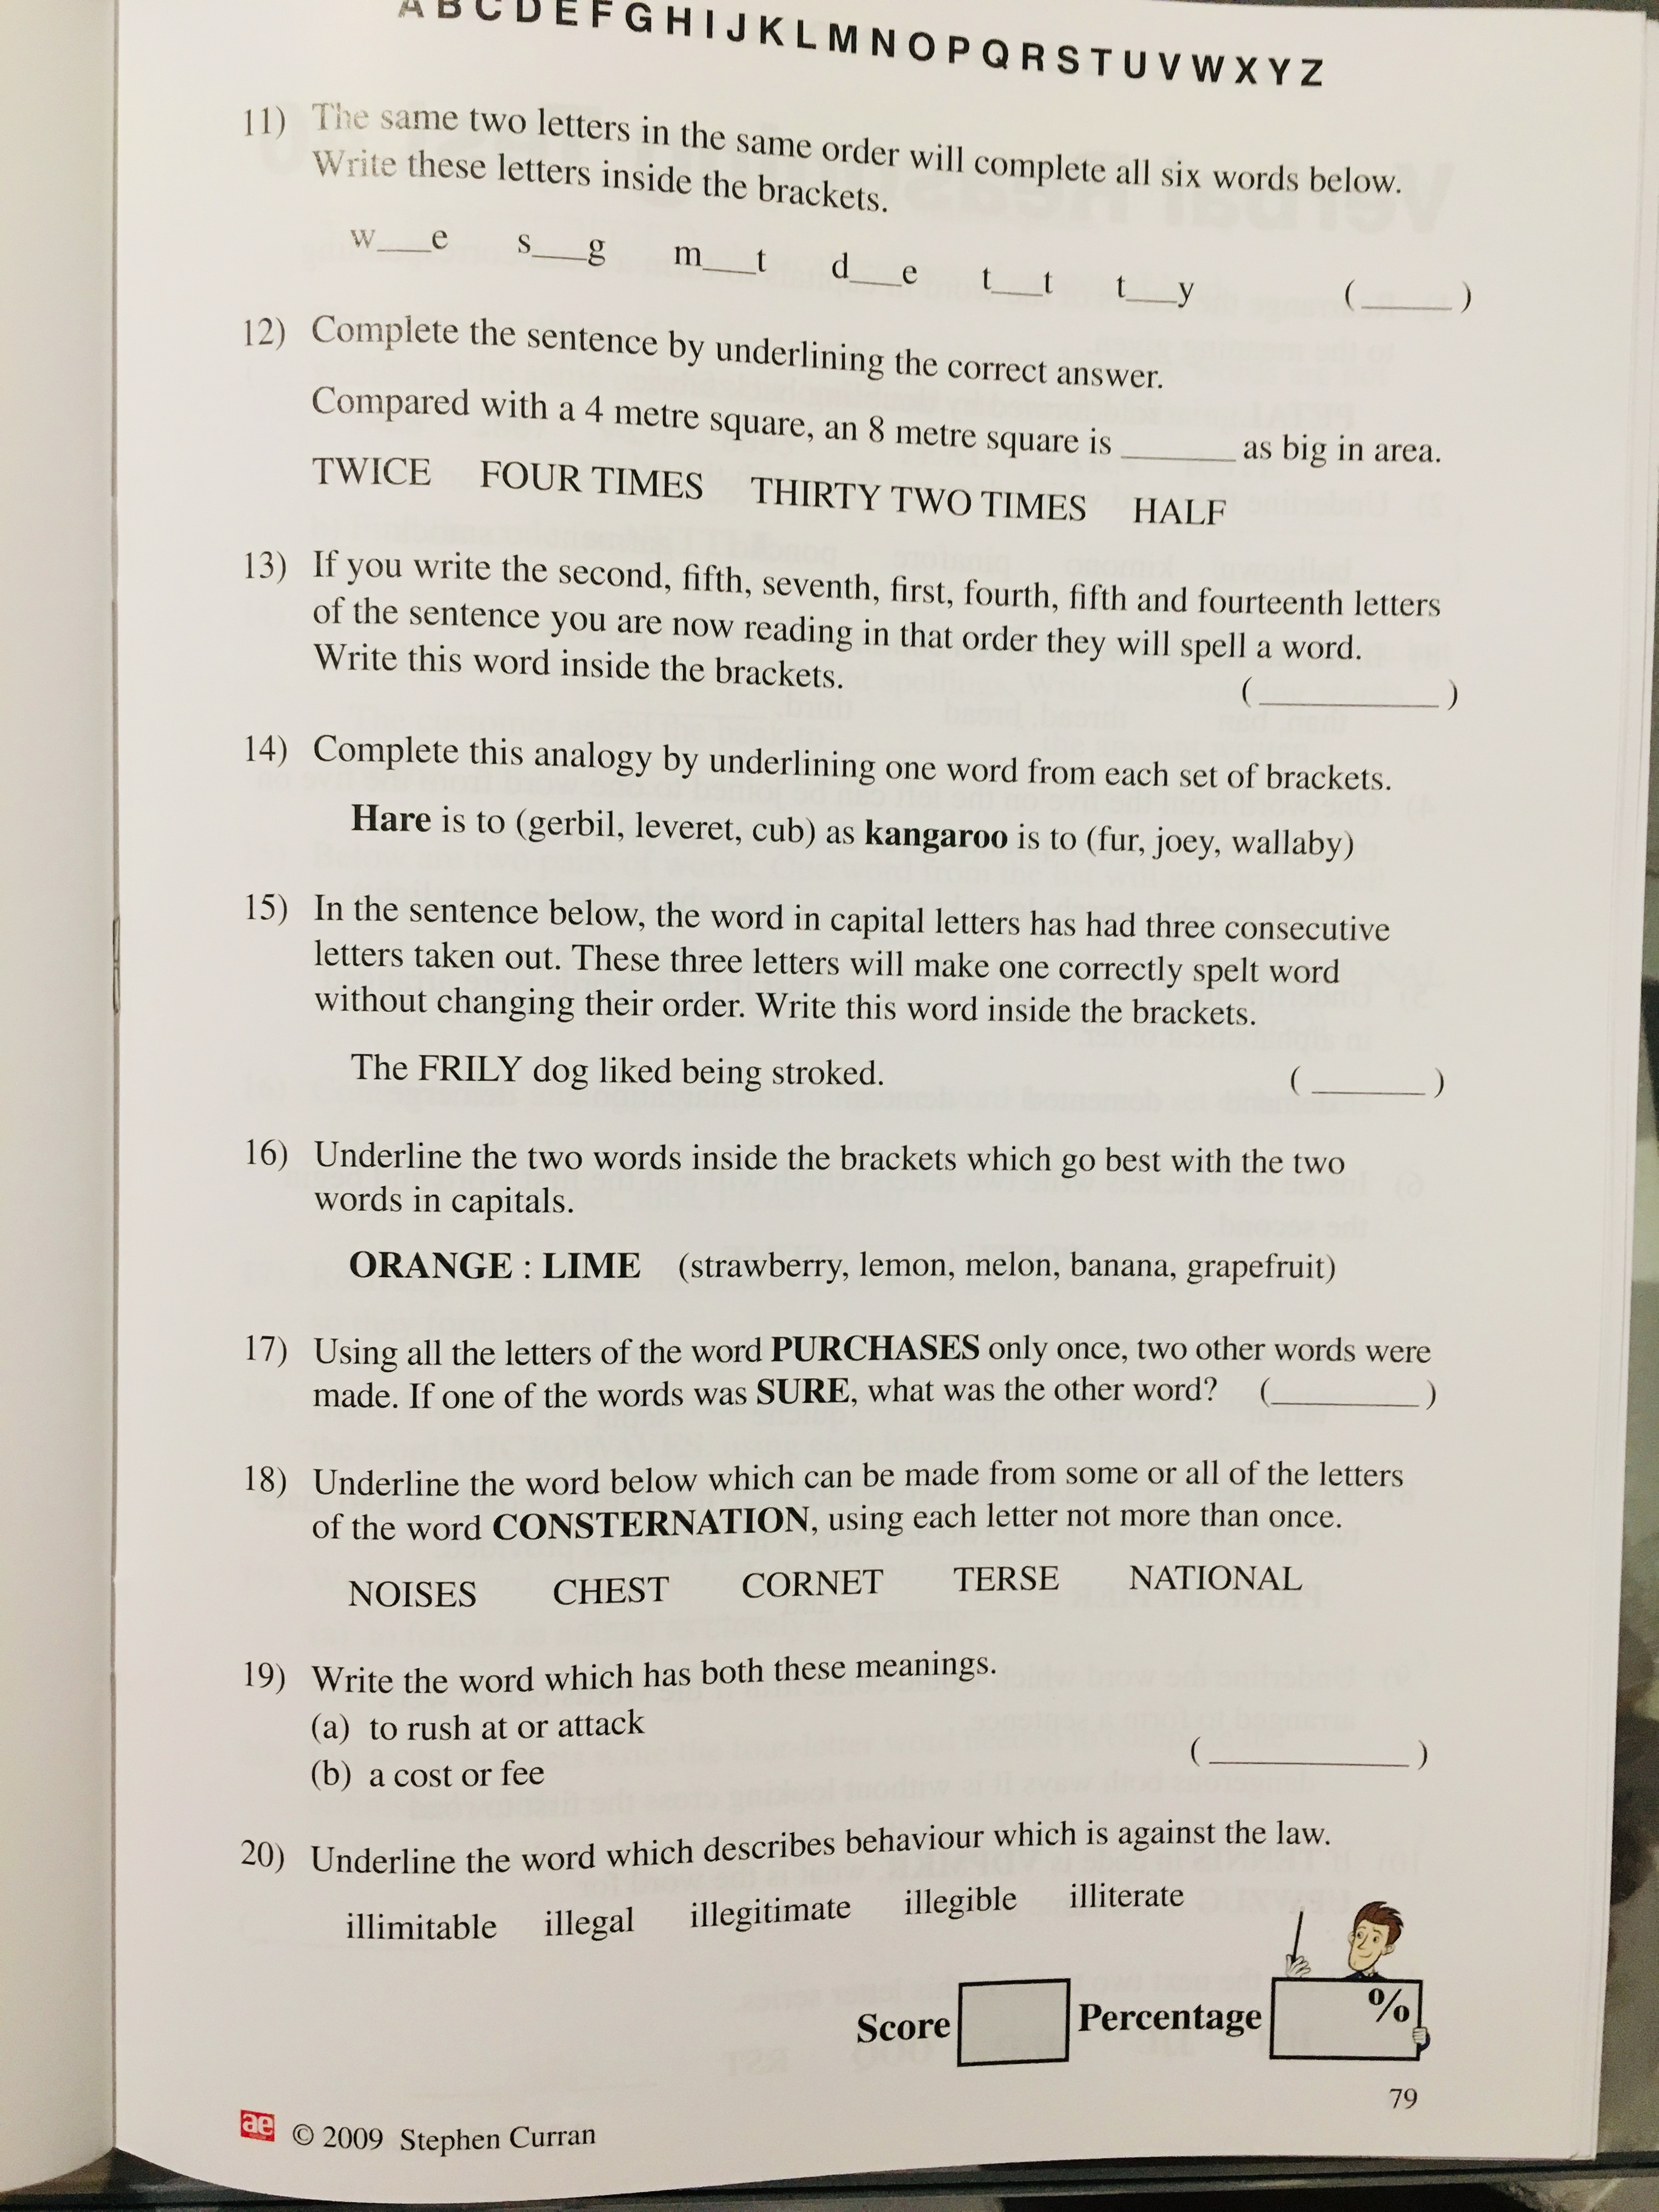 A B C D E F G H I J K L M N O P Q R S T U V W X Y Z
11) The same two letters in the same order will complete all six words below.
Write these letters inside the brackets.
w___e s___g m___t d___e t___t t___y (_____)
12) Complete the sentence by underlining the correct answer.
Compared with a 4 metre square, an 8 metre square is ______ as big in area.
TWICE FOUR TIMES THIRTY TWO TIMES HALF
13) If you write the second, fifth, seventh, first, fourth, fifth and fourteenth letters
of the sentence you are now reading in that order they will spell a word.
Write this word inside the brackets. (__________)
14) Complete this analogy by underlining one word from each set of brackets.
Hare is to (gerbil, leveret, cub) as kangaroo is to (fur, joey, wallaby)
15) In the sentence below, the word in capital letters has had three consecutive
letters taken out. These three letters will make one correctly spelt word
without changing their order. Write this word inside the brackets.
The FRILY dog liked being stroked. (______)
16) Underline the two words inside the brackets which go best with the two
words in capitals.
ORANGE : LIME (strawberry, lemon, melon, banana, grapefruit)
17) Using all the letters of the word PURCHASES only once, two other words were
made. If one of the words was SURE, what was the other word? (________)
18) Underline the word below which can be made from some or all of the letters
of the word CONSTERNATION, using each letter not more than once.
NOISES CHEST CORNET TERSE NATIONAL
19) Write the word which has both these meanings.
(a) to rush at or attack
(b) a cost or fee (___________)
20) Underline the word which describes behaviour which is against the law.
illimitable illegal illegitimate illegible illiterate
Score Percentage %
79
ae © 2009 Stephen Curran